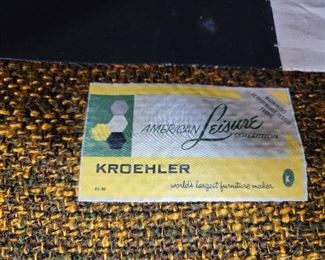 AMERICAN Leisure
COLLECTION
KROEHLER
world's largest furniture maker
K